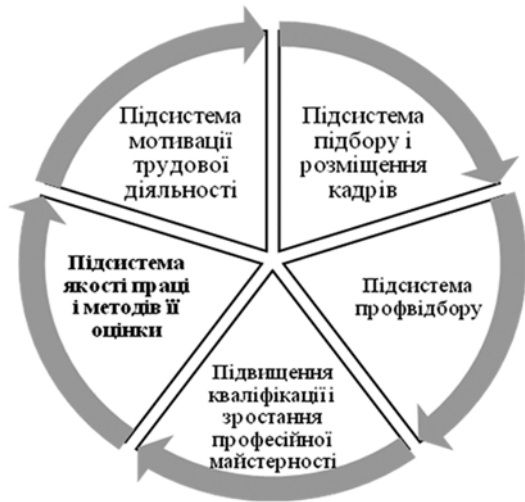 Підсистема
мотивації
трудової
діяльності
Підсистема
підбору і
розміщення
кадрів
Підсистема
профвідбору
Підвищення
кваліфікації і
зростання
професійної
майстерності
Підсистема
якості праці
і методів її
оцінки